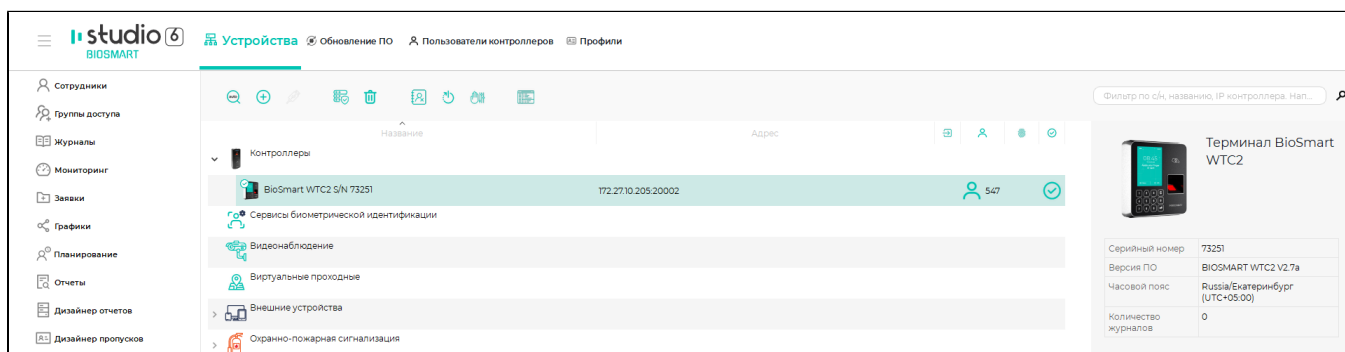 studio 6
BIOSMART
Устройства
Обновление ПО
Пользователи контроллеров
Профили
Сотрудники
Группы доступа
Журналы
Мониторинг
Заявки
Графики
Планирование
Отчеты
Дизайнер отчетов
Дизайнер пропусков
Фильтр по с/н, названию, IP контроллера. Нап...
Название
Адрес
Контроллеры
BioSmart WTC2 S/N 73251
172.27.10.205:20002
547
Сервисы биометрической идентификации
Видеонаблюдение
Виртуальные проходные
Внешние устройства
Охранно-пожарная сигнализация
Терминал BioSmart
WTC2
Серийный номер
73251
Версия ПО
BIOSMART WTC2 V2.7a
Часовой пояс
Russia/Екатеринбург
(UTC+05:00)
Количество
журналов
0